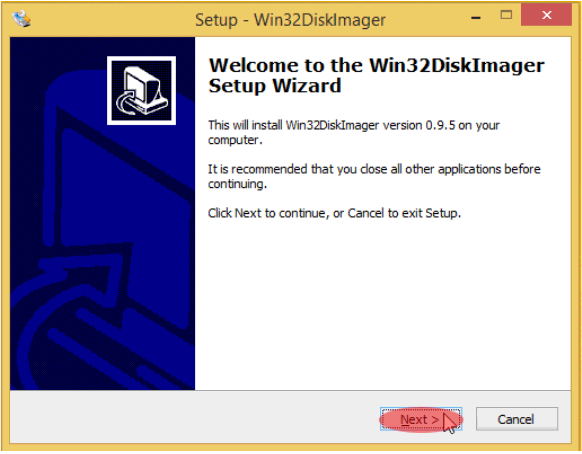 Setup - Win32DiskImager
Welcome to the Win32DiskImager
Setup Wizard
This will install Win32DiskImager version 0.9.5 on your
computer.
It is recommended that you close all other applications before
continuing.
Click Next to continue, or Cancel to exit Setup.
Next >
Cancel